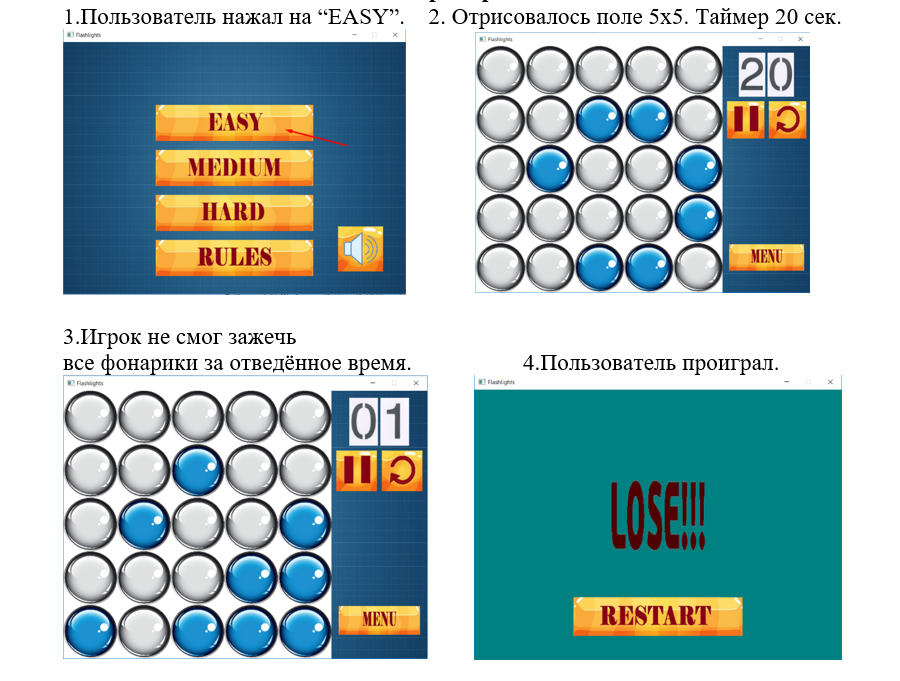 1.Пользователь нажал на “EASY”.
2. Отрисовалось поле 5x5. Таймер 20 сек.
Flashlights
EASY
MEDIUM
HARD
RULES
Flashlights
20
MENU
3.Игрок не смог зажечь
все фонарики за отведённое время.
4.Пользователь проиграл.
Flashlights
01
MENU
Flashlights
LOSE!!!
RESTART